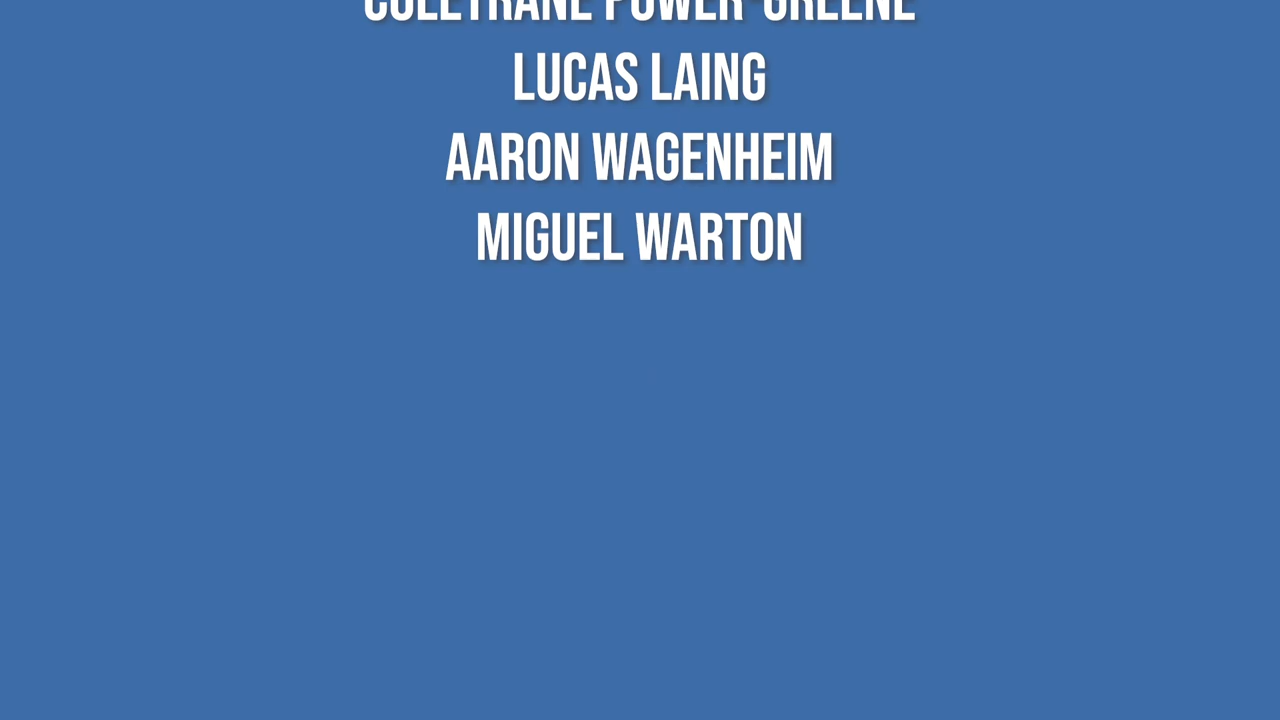 COLETRANE POWER-GREENE
LUCAS LAING
AARON WAGENHEIM
MIGUEL WARTON